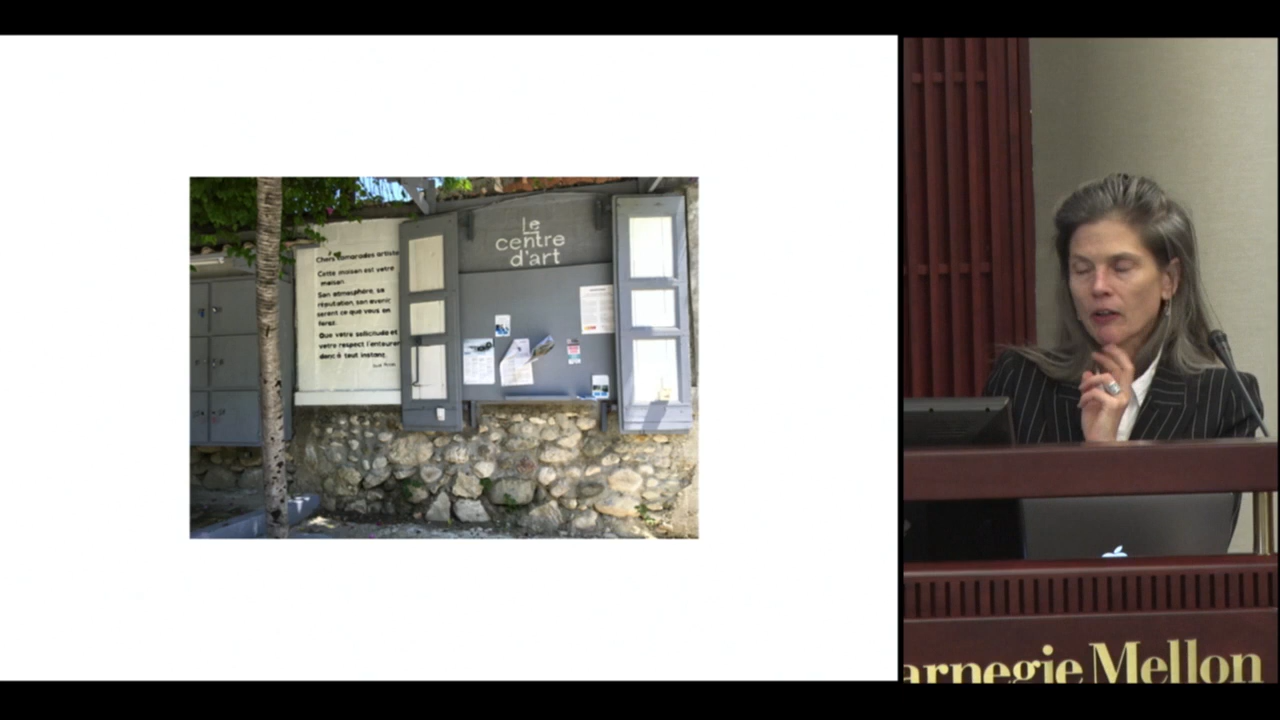 Le
centre
d'art
Chers camarades artiste
Cette maison est votre
maison.
Son atmosphère, sa
réputation, son avenir
seront ce que vous en
ferez.
Que votre sollicitude et
votre respect l'entourent
donc à tout instant.
arnegie Mellon